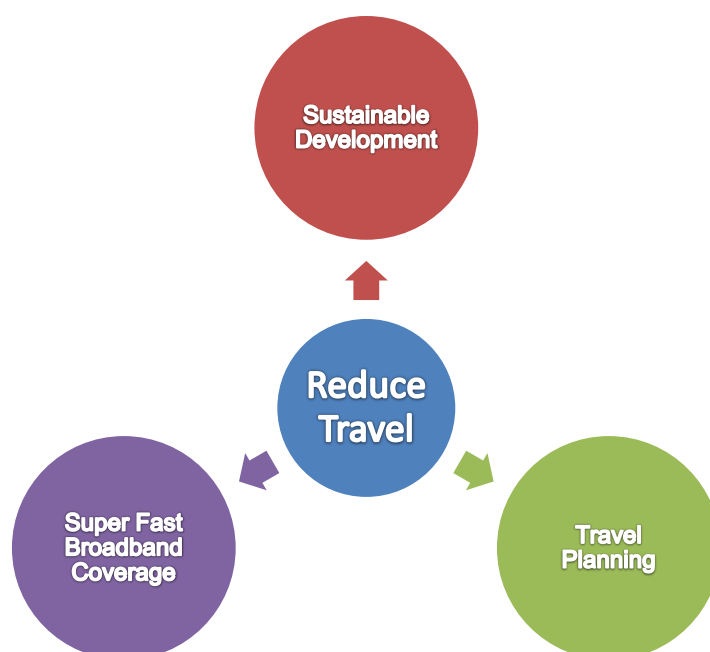 Sustainable
Development
Reduce
Travel
Super Fast
Broadband
Coverage
Travel
Planning